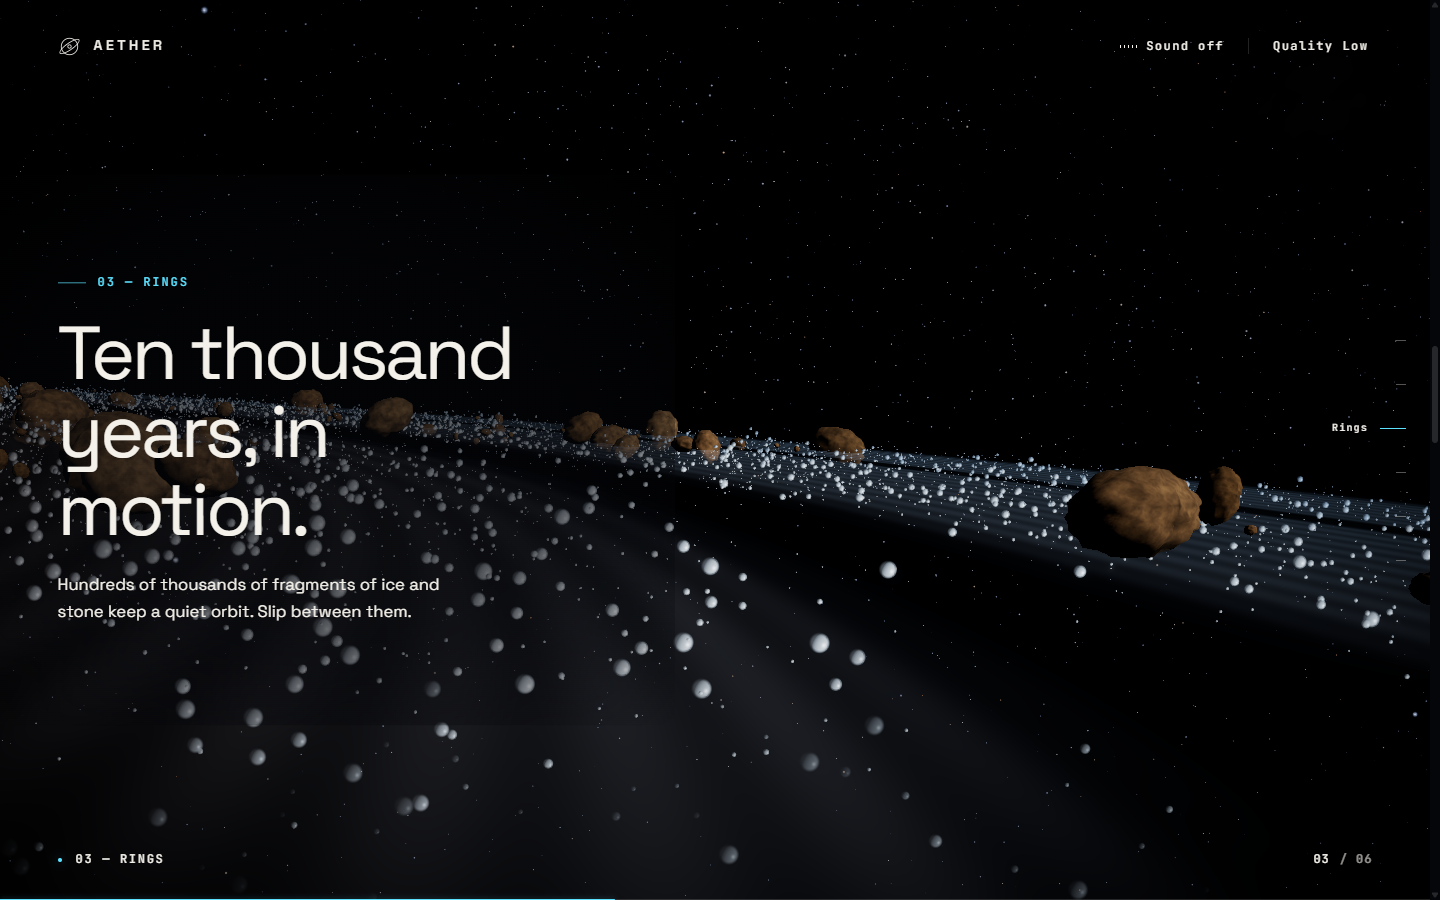 AETHER
Sound off
Quality Low
03 — RINGS
Ten thousand
years, in
motion.
Hundreds of thousands of fragments of ice and
stone keep a quiet orbit. Slip between them.
Rings
03 — RINGS
03 / 06